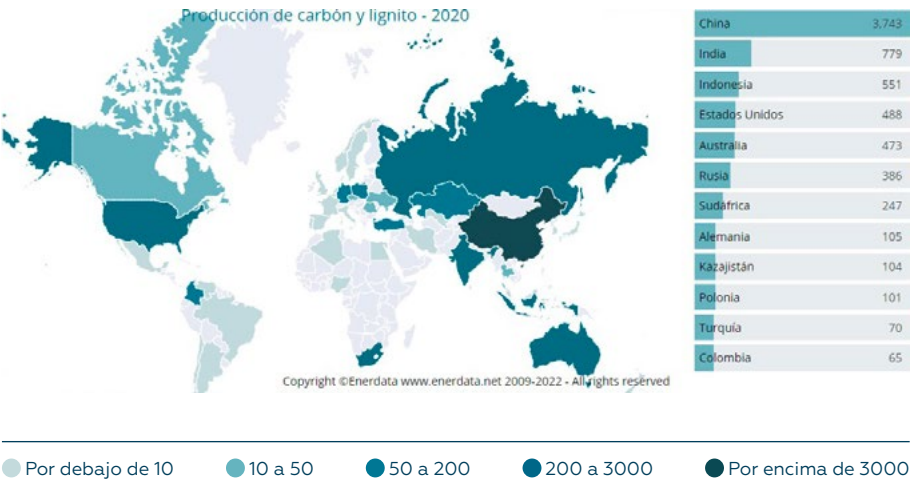 Producción de carbón y lignito - 2020
China 3,743
India 779
Indonesia 551
Estados Unidos 488
Australia 473
Rusia 386
Sudáfrica 247
Alemania 105
Kazajistán 104
Polonia 101
Turquía 70
Colombia 65
Copyright ©Enerdata www.enerdata.net 2009-2022 - All rights reserved
Por debajo de 10
10 a 50
50 a 200
200 a 3000
Por encima de 3000